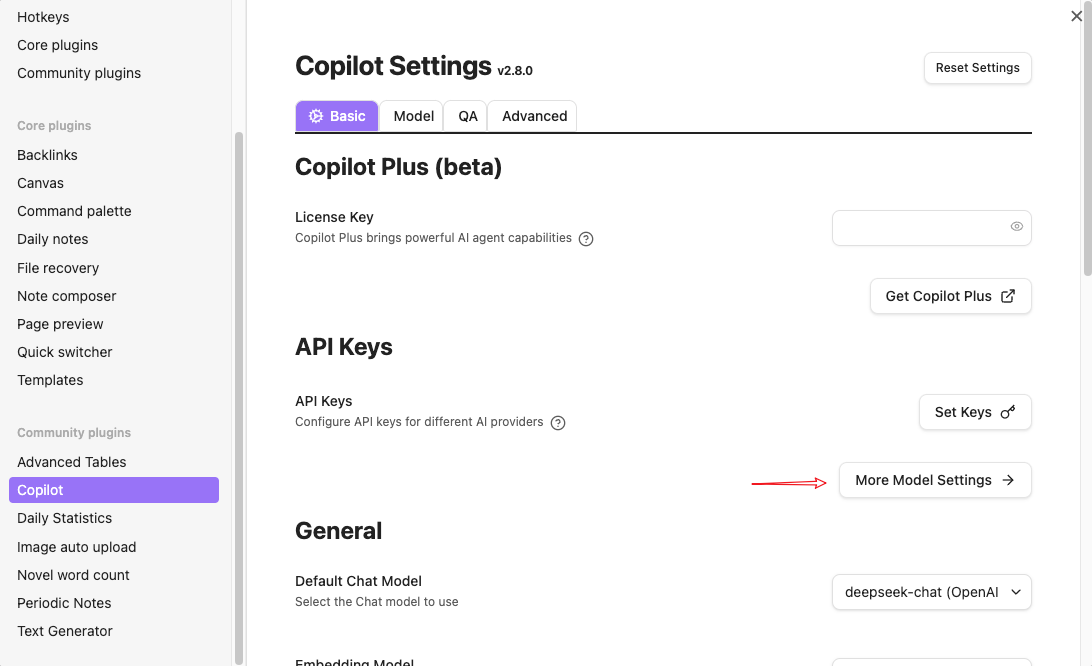 Hotkeys
Core plugins
Community plugins
Core plugins
Backlinks
Canvas
Command palette
Daily notes
File recovery
Note composer
Page preview
Quick switcher
Templates
Community plugins
Advanced Tables
Copilot
Daily Statistics
Image auto upload
Novel word count
Periodic Notes
Text Generator
Copilot Settings v2.8.0
Reset Settings
Basic
Model
QA
Advanced
Copilot Plus (beta)
License Key
Copilot Plus brings powerful AI agent capabilities
Get Copilot Plus
API Keys
API Keys
Configure API keys for different AI providers
Set Keys
More Model Settings
General
Default Chat Model
Select the Chat model to use
deepseek-chat (OpenAI
Embedding Model